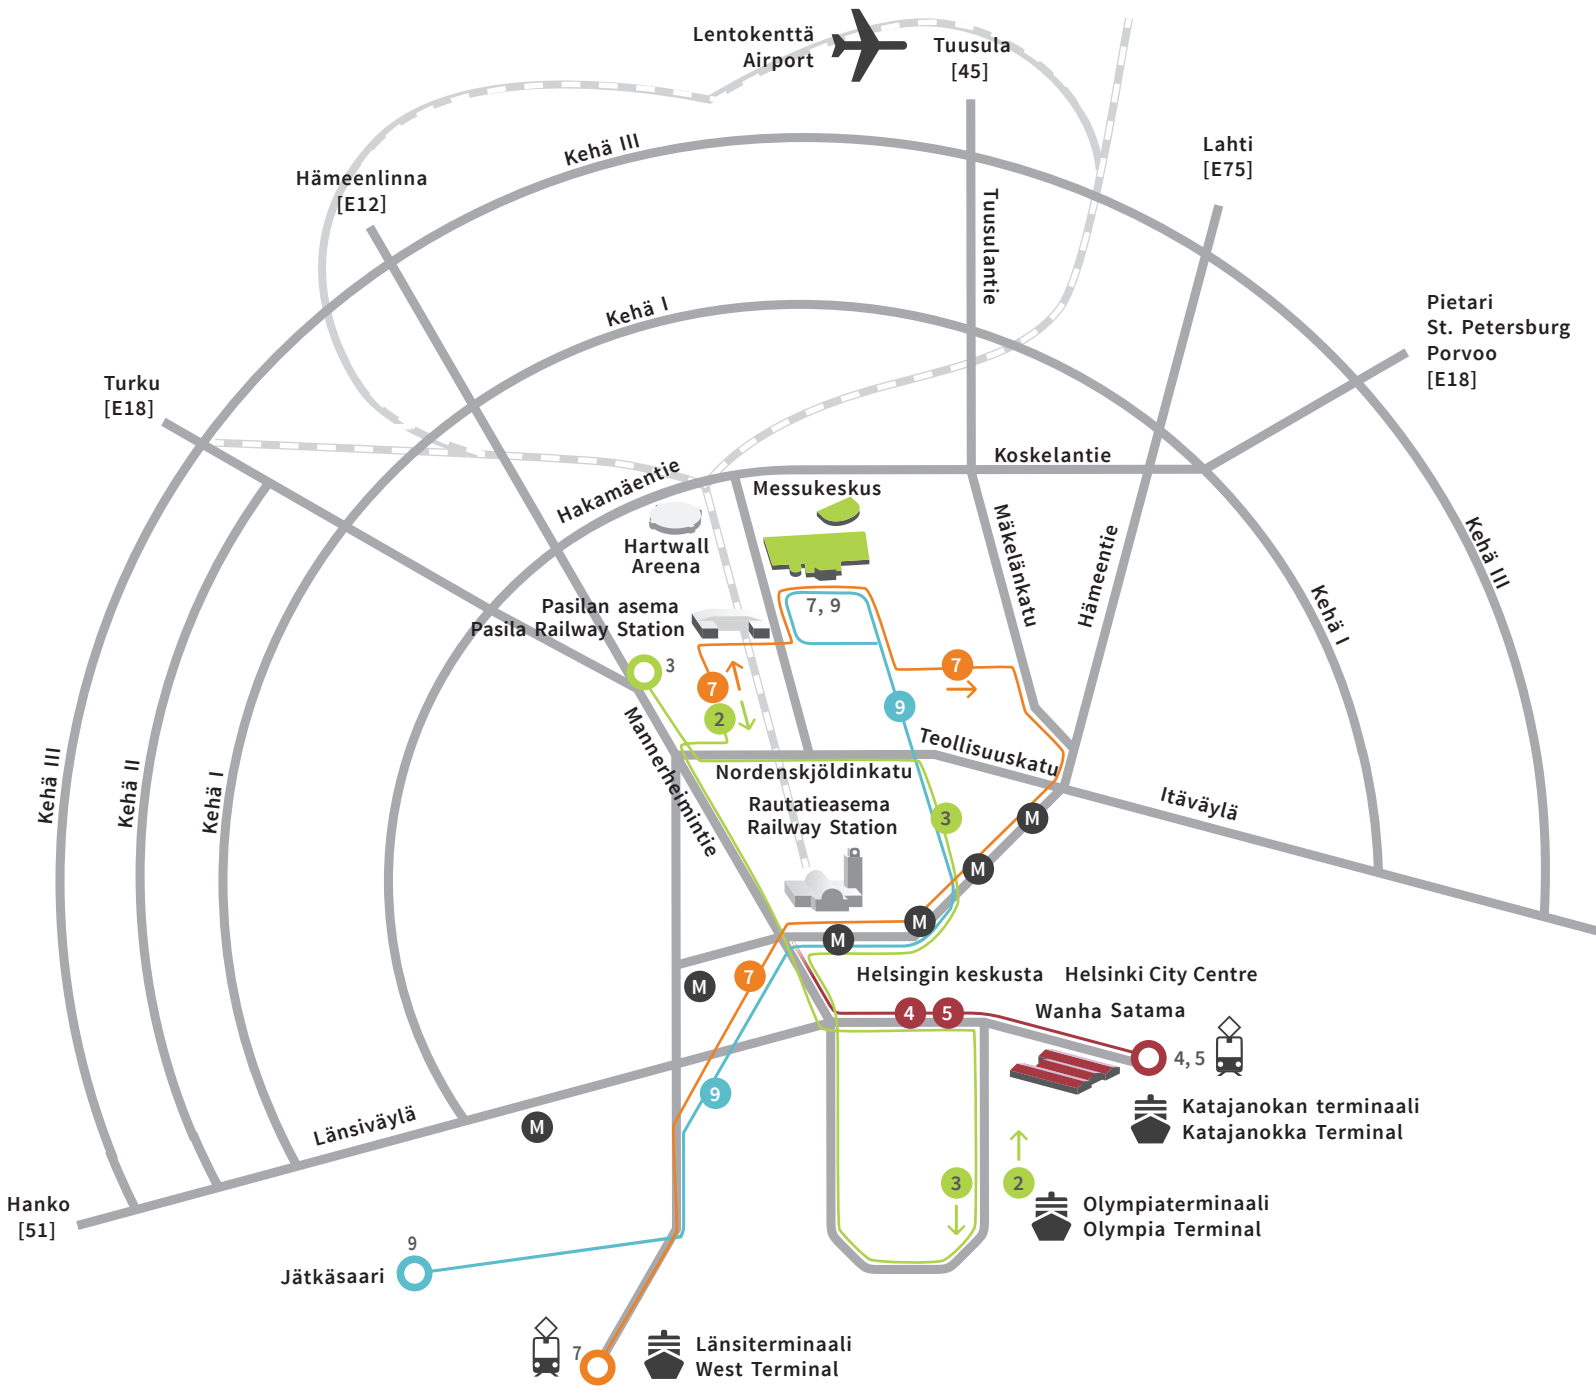 Lentokenttä
Airport
Tuusula
[45]
Kehä III
Lahti
[E75]
Hämeenlinna
[E12]
Tuusulantie
Kehä I
Pietari
St. Petersburg
Porvoo
[E18]
Turku
[E18]
Koskelantie
Hakamäentie
Messukeskus
Mäkelänkatu
Hämeentie
Kehä III
Hartwall
Areena
Kehä I
Pasilan asema
Pasila Railway Station
7, 9
3
7
7
2
9
Mannerheimintie
Teollisuuskatu
Nordenskjöldinkatu
Itäväylä
Kehä III
Kehä II
Kehä I
Rautatieasema
Railway Station
3
M
M
M
M
M
7
Helsingin keskusta
Helsinki City Centre
4
5
Wanha Satama
4, 5
9
Länsiväylä
M
Katajanokan terminaali
Katajanokka Terminal
3
2
Olympiaterminaali
Olympia Terminal
Hanko
[51]
9
Jätkäsaari
7
Länsiterminaali
West Terminal